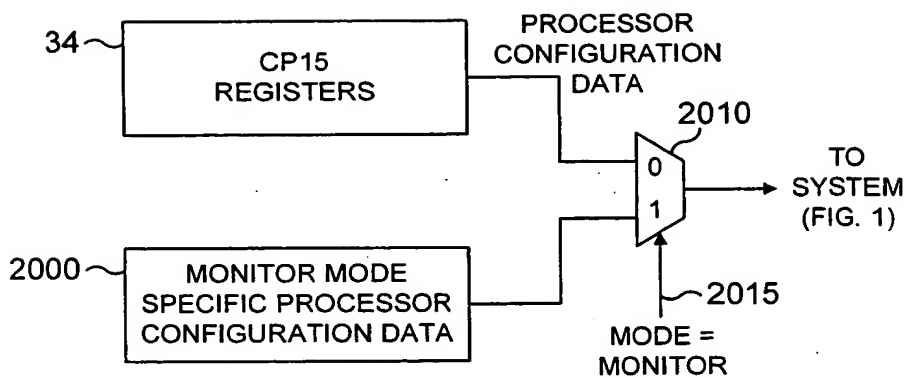 34
CP15
REGISTERS
PROCESSOR
CONFIGURATION
DATA
2010
0
1
TO
SYSTEM
(FIG. 1)
2000
MONITOR MODE
SPECIFIC PROCESSOR
CONFIGURATION DATA
2015
MODE =
MONITOR